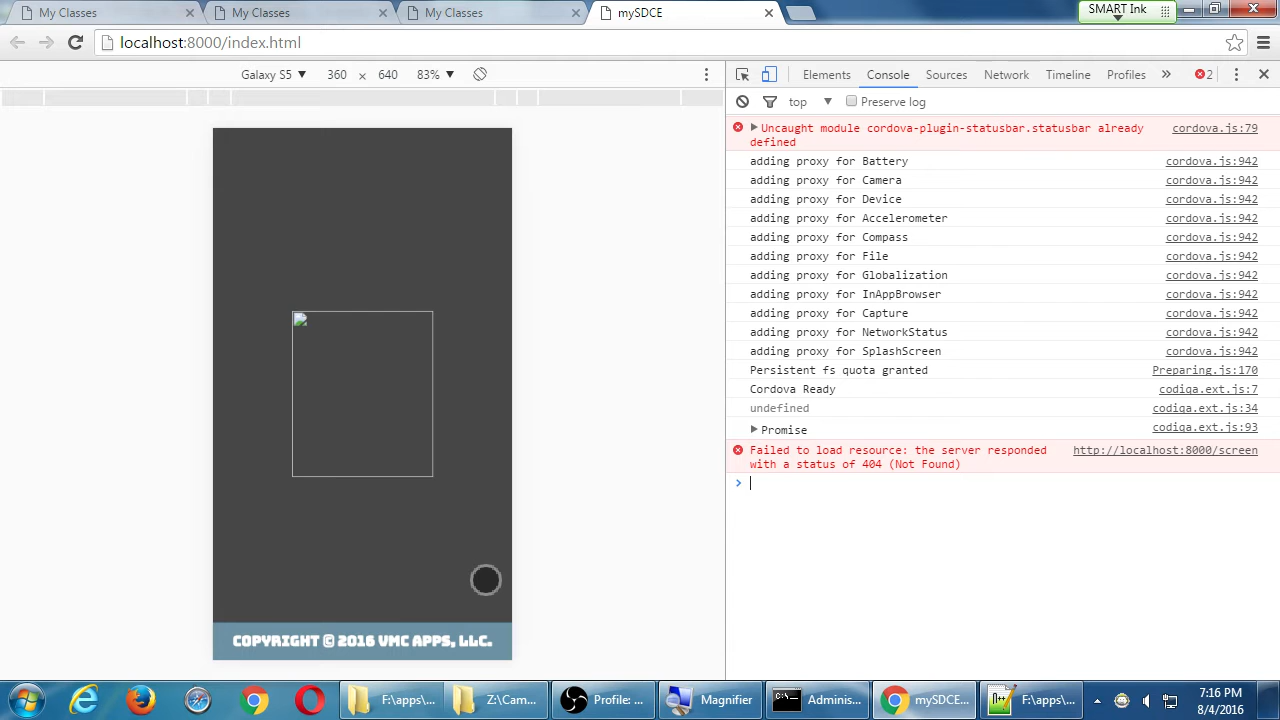 My Classes
My Classes
My Classes
mySDCE
SMART Ink
localhost:8000/index.html
Galaxy S5 ▼ 360 × 640 83% ▼
Elements Console Sources Network Timeline Profiles » 2
top ▼ Preserve log
Uncaught module cordova-plugin-statusbar.statusbar already defined cordova.js:79
adding proxy for Battery cordova.js:942
adding proxy for Camera cordova.js:942
adding proxy for Device cordova.js:942
adding proxy for Accelerometer cordova.js:942
adding proxy for Compass cordova.js:942
adding proxy for File cordova.js:942
adding proxy for Globalization cordova.js:942
adding proxy for InAppBrowser cordova.js:942
adding proxy for Capture cordova.js:942
adding proxy for NetworkStatus cordova.js:942
adding proxy for SplashScreen cordova.js:942
Persistent fs quota granted Preparing.js:170
Cordova Ready codiqa.ext.js:7
undefined codiqa.ext.js:34
Promise codiqa.ext.js:93
Failed to load resource: the server responded http://localhost:8000/screen
with a status of 404 (Not Found)
COPYRIGHT © 2016 VMC APPS, LLC.
F:\apps\...
Z:\Cam...
Profile: ...
Magnifier
Adminis...
mySDCE...
F:\apps\...
7:16 PM
8/4/2016